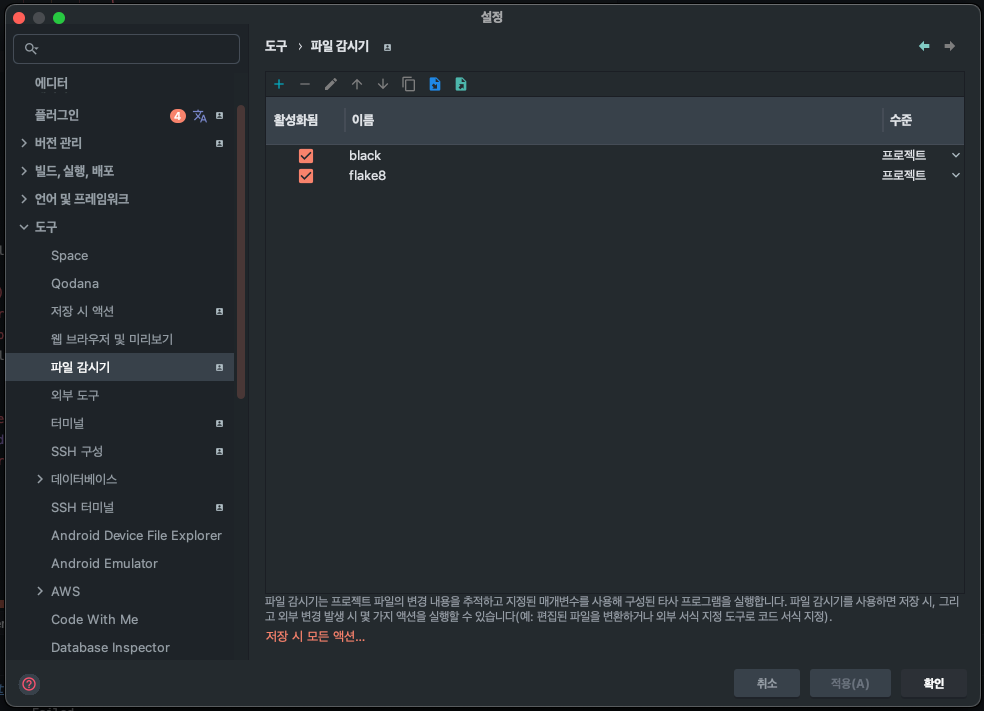 설정
도구 › 파일 감시기
에디터
플러그인 4
버전 관리
빌드, 실행, 배포
언어 및 프레임워크
도구
Space
Qodana
저장 시 액션
웹 브라우저 및 미리보기
파일 감시기
외부 도구
터미널
SSH 구성
데이터베이스
SSH 터미널
Android Device File Explorer
Android Emulator
AWS
Code With Me
Database Inspector
활성화됨 이름 수준
black 프로젝트
flake8 프로젝트
파일 감시기는 프로젝트 파일의 변경 내용을 추적하고 지정된 매개변수를 사용해 구성된 타사 프로그램을 실행합니다. 파일 감시기를 사용하면 저장 시, 그리
고 외부 변경 발생 시 몇 가지 액션을 실행할 수 있습니다(예: 편집된 파일을 변환하거나 외부 서식 지정 도구로 코드 서식 지정).
저장 시 모든 액션...
취소 적용(A) 확인